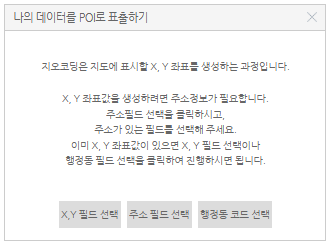 나의 데이터를 POI로 표출하기
지오코딩은 지도에 표시할 X, Y 좌표를 생성하는 과정입니다.
X, Y 좌표값을 생성하려면 주소정보가 필요합니다.
주소필드 선택을 클릭하시고,
주소가 있는 필드를 선택해 주세요.
이미 X, Y 좌표값이 있으면 X, Y 필드 선택이나
행정동 필드 선택을 클릭하여 진행하시면 됩니다.
X,Y 필드 선택 주소 필드 선택 행정동 코드 선택